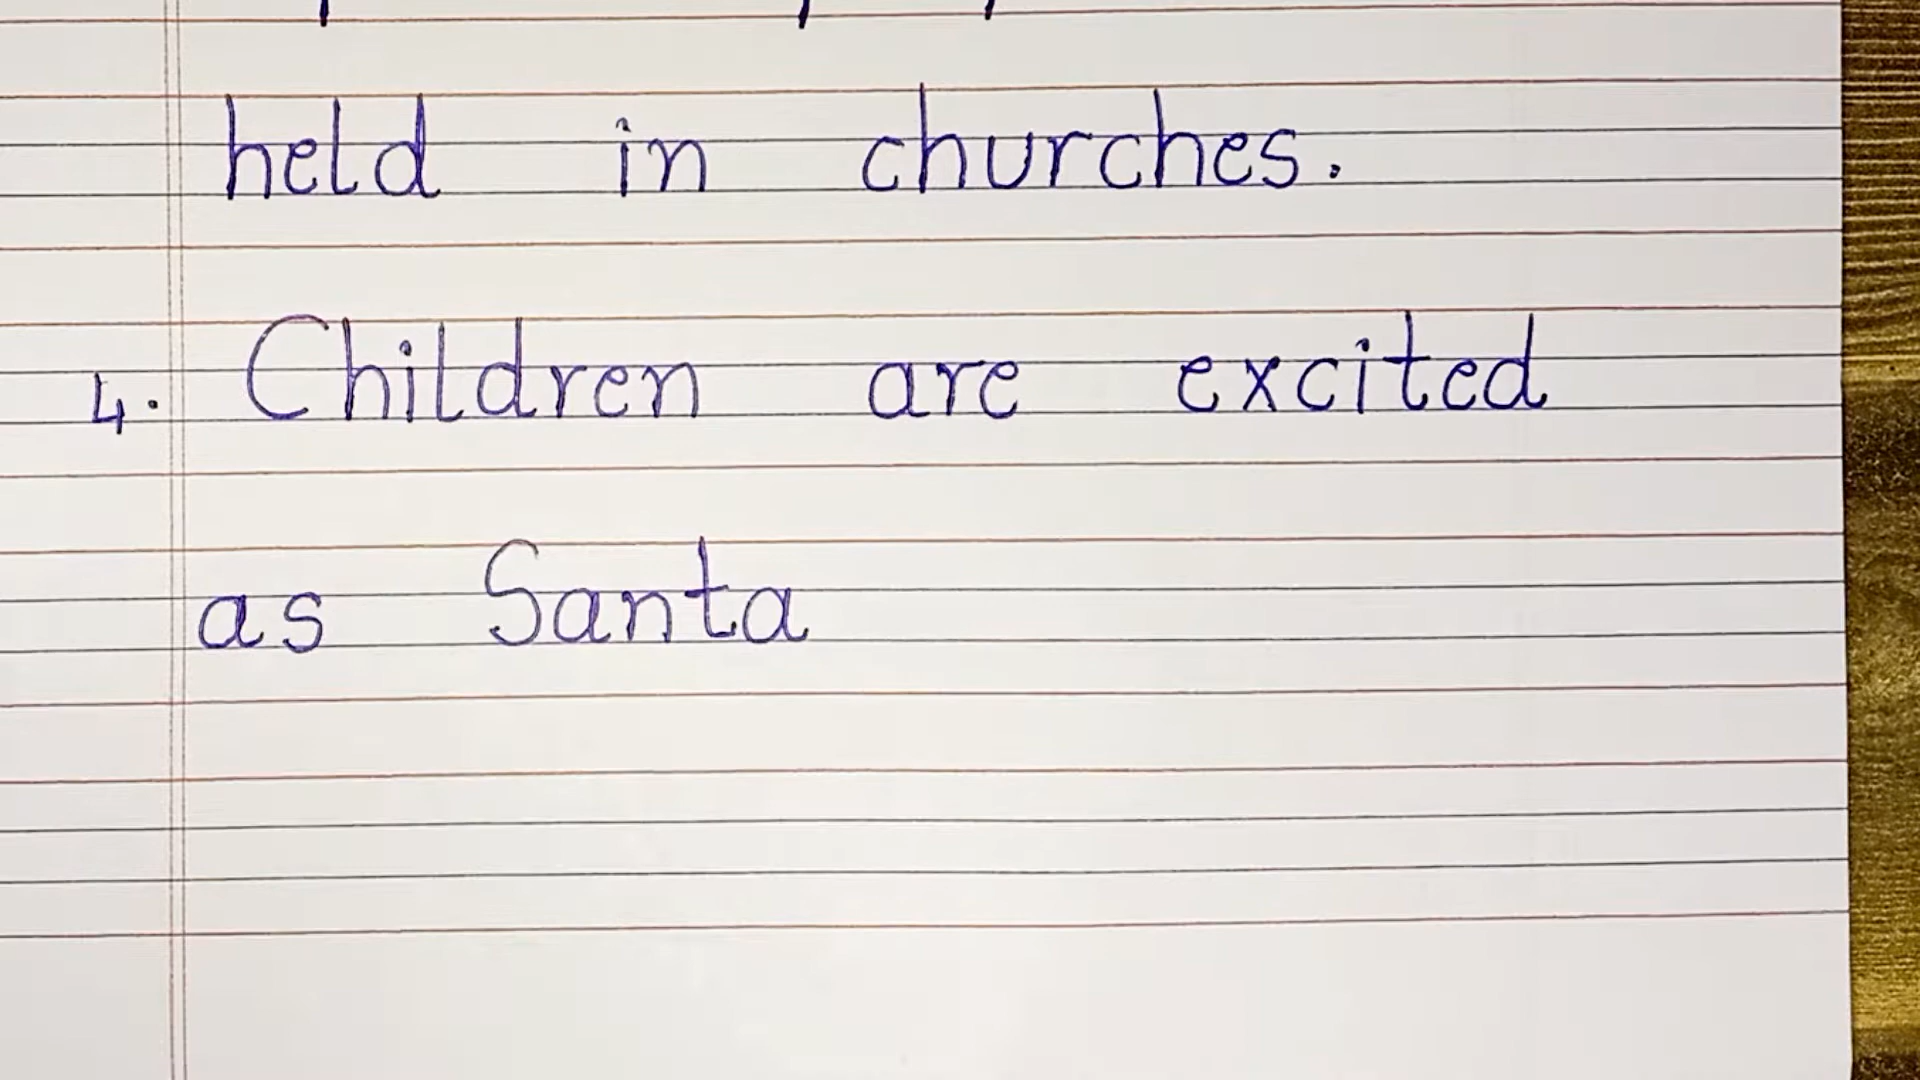 held in churches.
4. Children are excited
as Santa